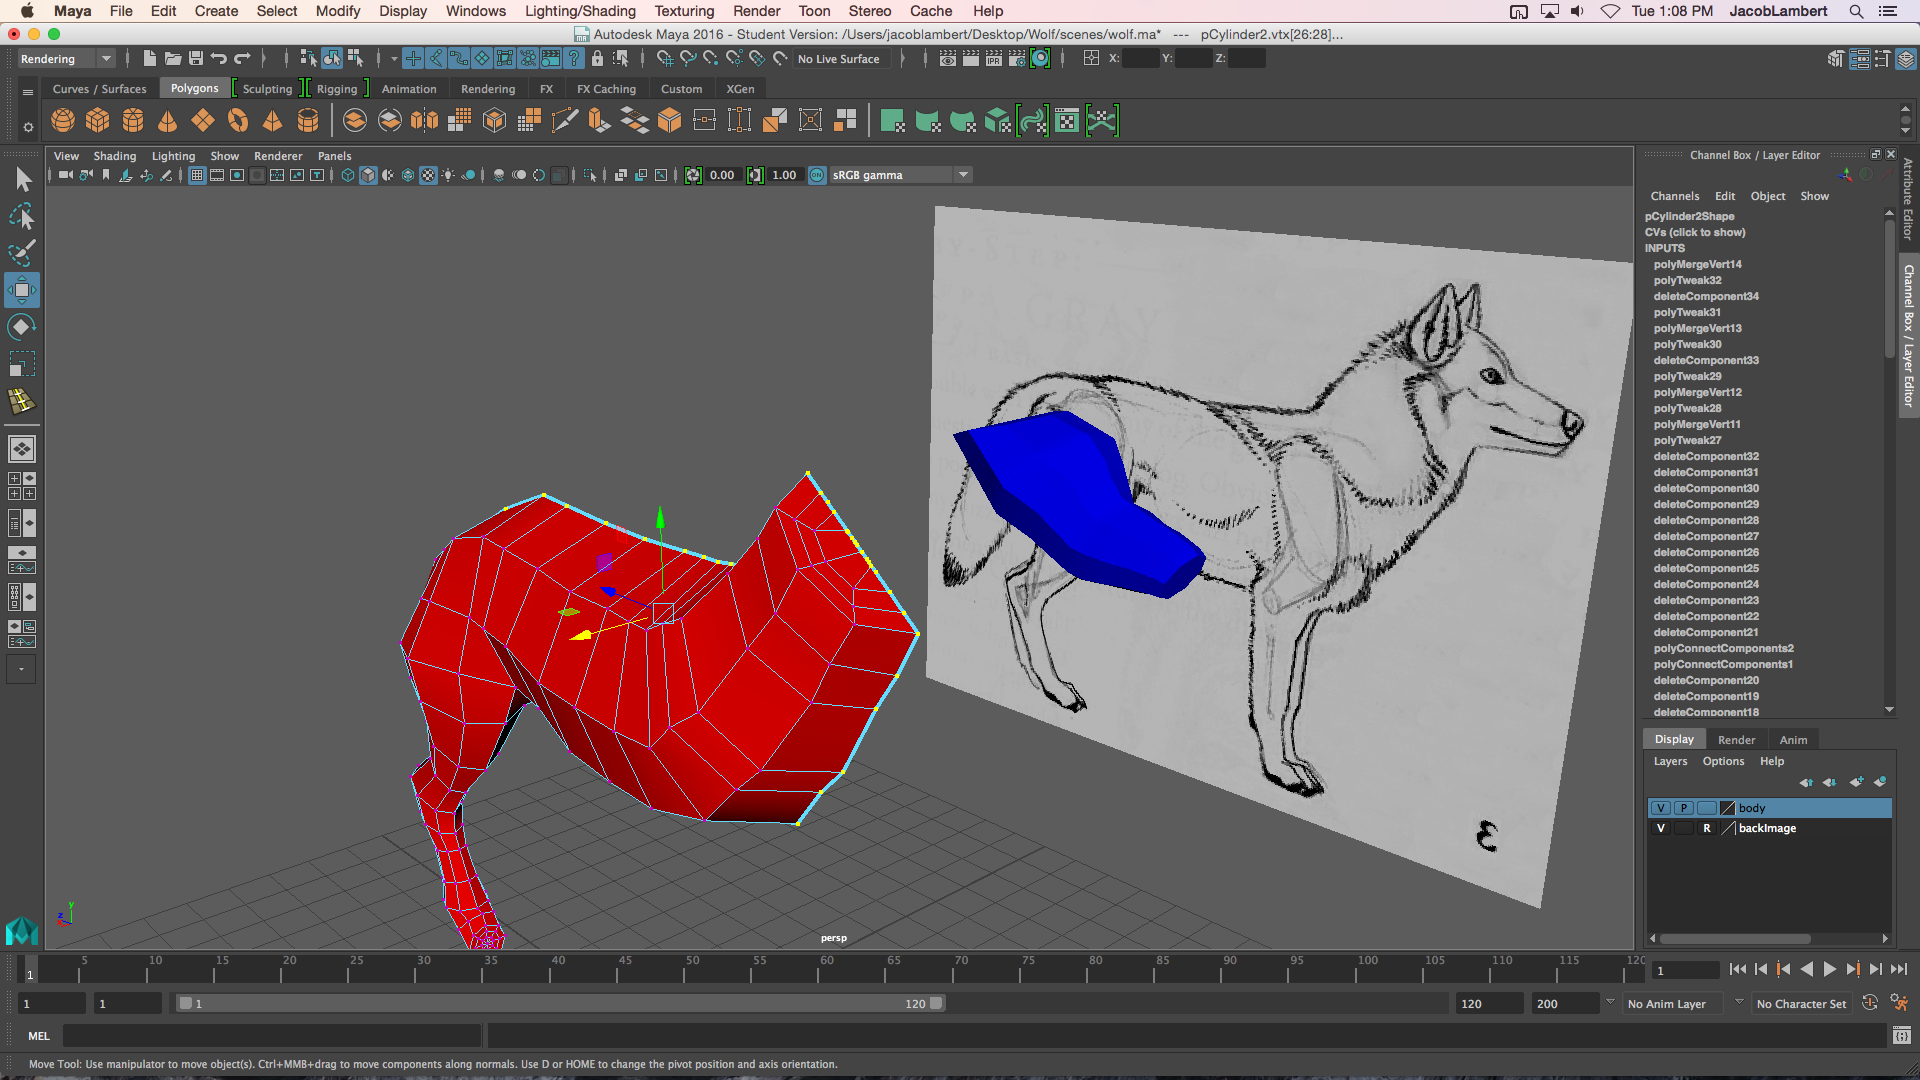 Maya File Edit Create Select Modify Display Windows Lighting/Shading Texturing Render Toon Stereo Cache Help Tue 1:08 PM JacobLambert
Autodesk Maya 2016 - Student Version: /Users/jacoblambert/Desktop/Wolf/scenes/wolf.ma* --- pCylinder2.vtx[26:28]...
Rendering No Live Surface X: Y: Z:
Curves / Surfaces Polygons Sculpting Rigging Animation Rendering FX FX Caching Custom XGen
View Shading Lighting Show Renderer Panels
0.00 1.00 ON sRGB gamma
Channel Box / Layer Editor
Channels Edit Object Show
pCylinder2Shape
CVs (click to show)
INPUTS
polyMergeVert14
polyTweak32
deleteComponent34
polyTweak31
polyMergeVert13
polyTweak30
deleteComponent33
polyTweak29
polyMergeVert12
polyTweak28
polyMergeVert11
polyTweak27
deleteComponent32
deleteComponent31
deleteComponent30
deleteComponent29
deleteComponent28
deleteComponent27
deleteComponent26
deleteComponent25
deleteComponent24
deleteComponent23
deleteComponent22
deleteComponent21
polyConnectComponents2
polyConnectComponents1
deleteComponent20
deleteComponent19
deleteComponent18
Attribute Editor
Channel Box / Layer Editor
Display Render Anim
Layers Options Help
V P body
V R backImage
GRAY
persp
y
z
1 5 10 15 20 25 30 35 40 45 50 55 60 65 70 75 80 85 90 95 100 105 110 115 120
1
1 1 1 120 120 200 No Anim Layer No Character Set
MEL
Move Tool: Use manipulator to move object(s). Ctrl+MMB+drag to move components along normals. Use D or HOME to change the pivot position and axis orientation.